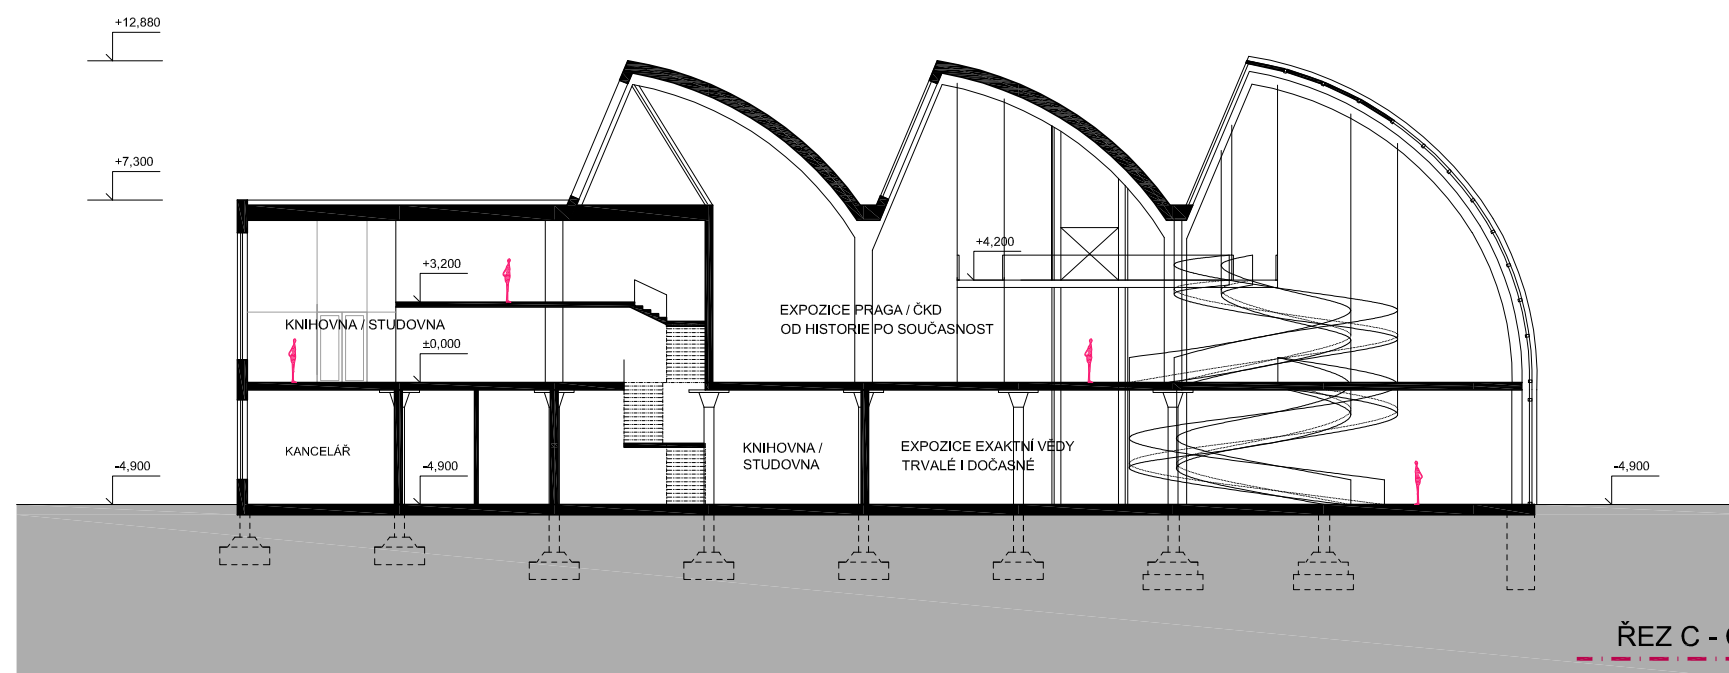 +12,880
+7,300
+4,200
+3,200
EXPOZICE PRAGA / ČKD
OD HISTORIE PO SOUČASNOST
KNIHOVNA / STUDOVNA
±0,000
KANCELÁŘ
KNIHOVNA /
STUDOVNA
EXPOZICE EXAKTNÍ VĚDY
TRVALÉ I DOČASNÉ
-4,900
-4,900
-4,900
ŘEZ C -